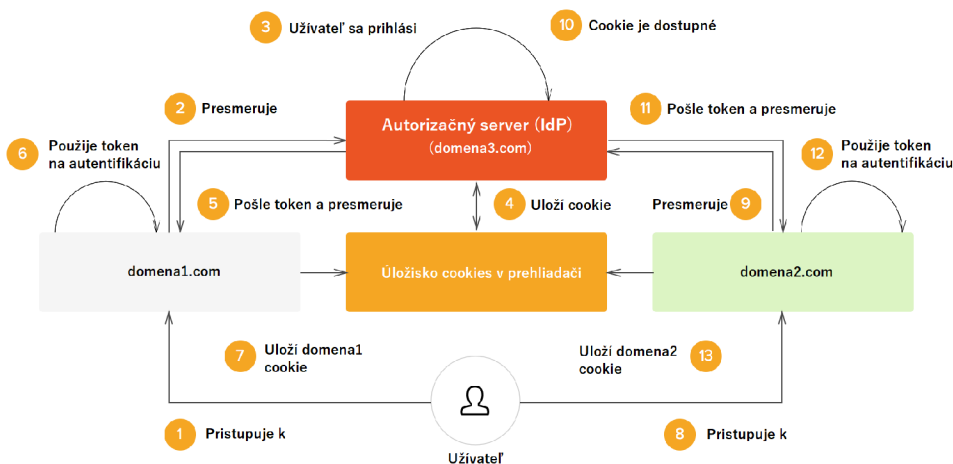 3 Užívateľ sa prihlási
10 Cookie je dostupné
2 Presmeruje
Autorizačný server (IdP)
(domena3.com)
11 Pošle token a presmeruje
6 Použije token
na autentifikáciu
12 Použije token
na autentifikáciu
5 Pošle token a presmeruje
4 Uloží cookie
Presmeruje 9
domena1.com
Úložisko cookies v prehliadači
domena2.com
7 Uloží domena1
cookie
Uloží domena2 13
cookie
1 Pristupuje k
8 Pristupuje k
Užívateľ